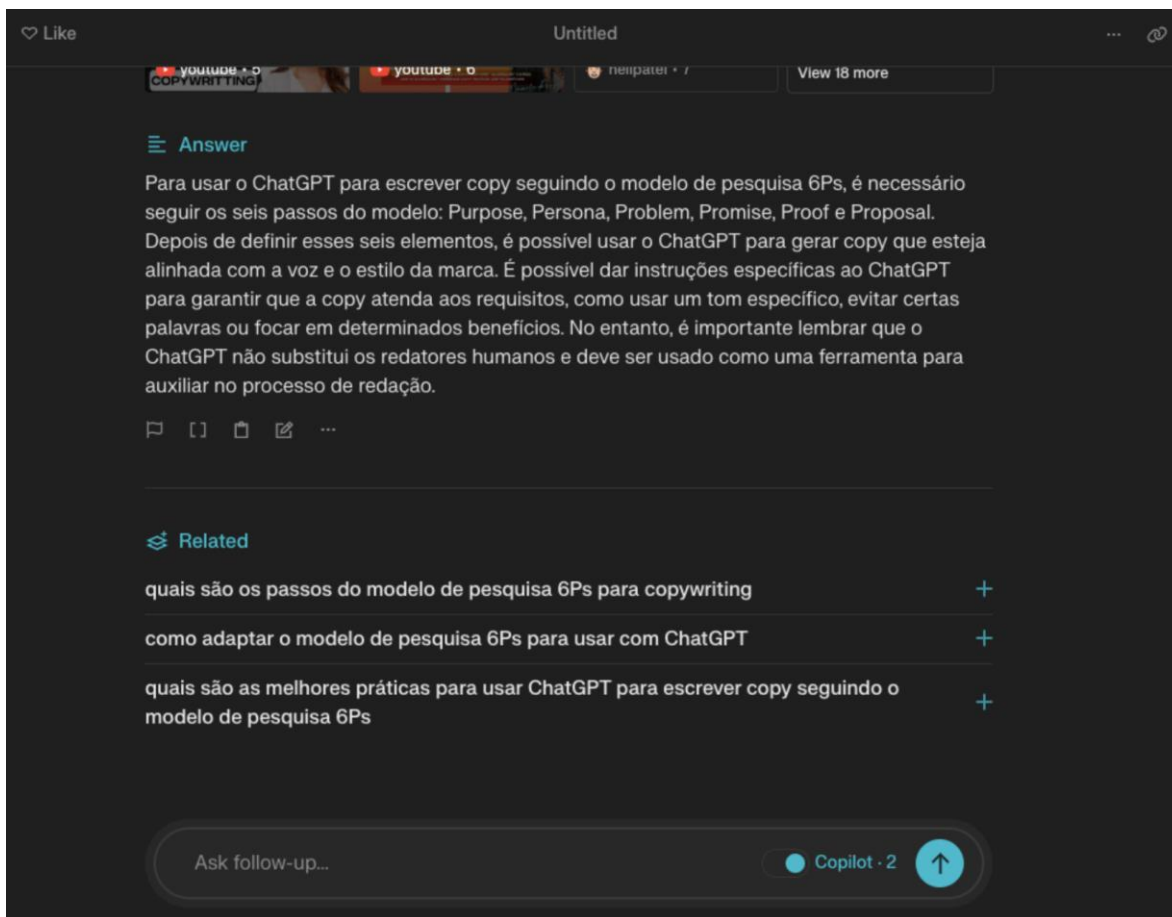 Like
Untitled
youtube • 5
COPYWRITTING
youtube • 6
neilpatel • 7
View 18 more
Answer
Para usar o ChatGPT para escrever copy seguindo o modelo de pesquisa 6Ps, é necessário
seguir os seis passos do modelo: Purpose, Persona, Problem, Promise, Proof e Proposal.
Depois de definir esses seis elementos, é possível usar o ChatGPT para gerar copy que esteja
alinhada com a voz e o estilo da marca. É possível dar instruções específicas ao ChatGPT
para garantir que a copy atenda aos requisitos, como usar um tom específico, evitar certas
palavras ou focar em determinados benefícios. No entanto, é importante lembrar que o
ChatGPT não substitui os redatores humanos e deve ser usado como uma ferramenta para
auxiliar no processo de redação.
Related
quais são os passos do modelo de pesquisa 6Ps para copywriting
como adaptar o modelo de pesquisa 6Ps para usar com ChatGPT
quais são as melhores práticas para usar ChatGPT para escrever copy seguindo o
modelo de pesquisa 6Ps
Ask follow-up...
Copilot · 2